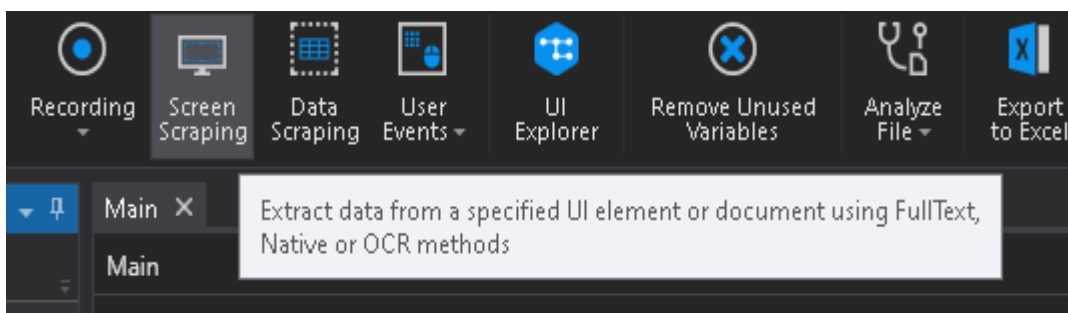 Recording
Screen
Scraping
Data
Scraping
User
Events
UI
Explorer
Remove Unused
Variables
Analyze
File
Export
to Excel
Main
Extract data from a specified UI element or document using FullText,
Native or OCR methods
Main